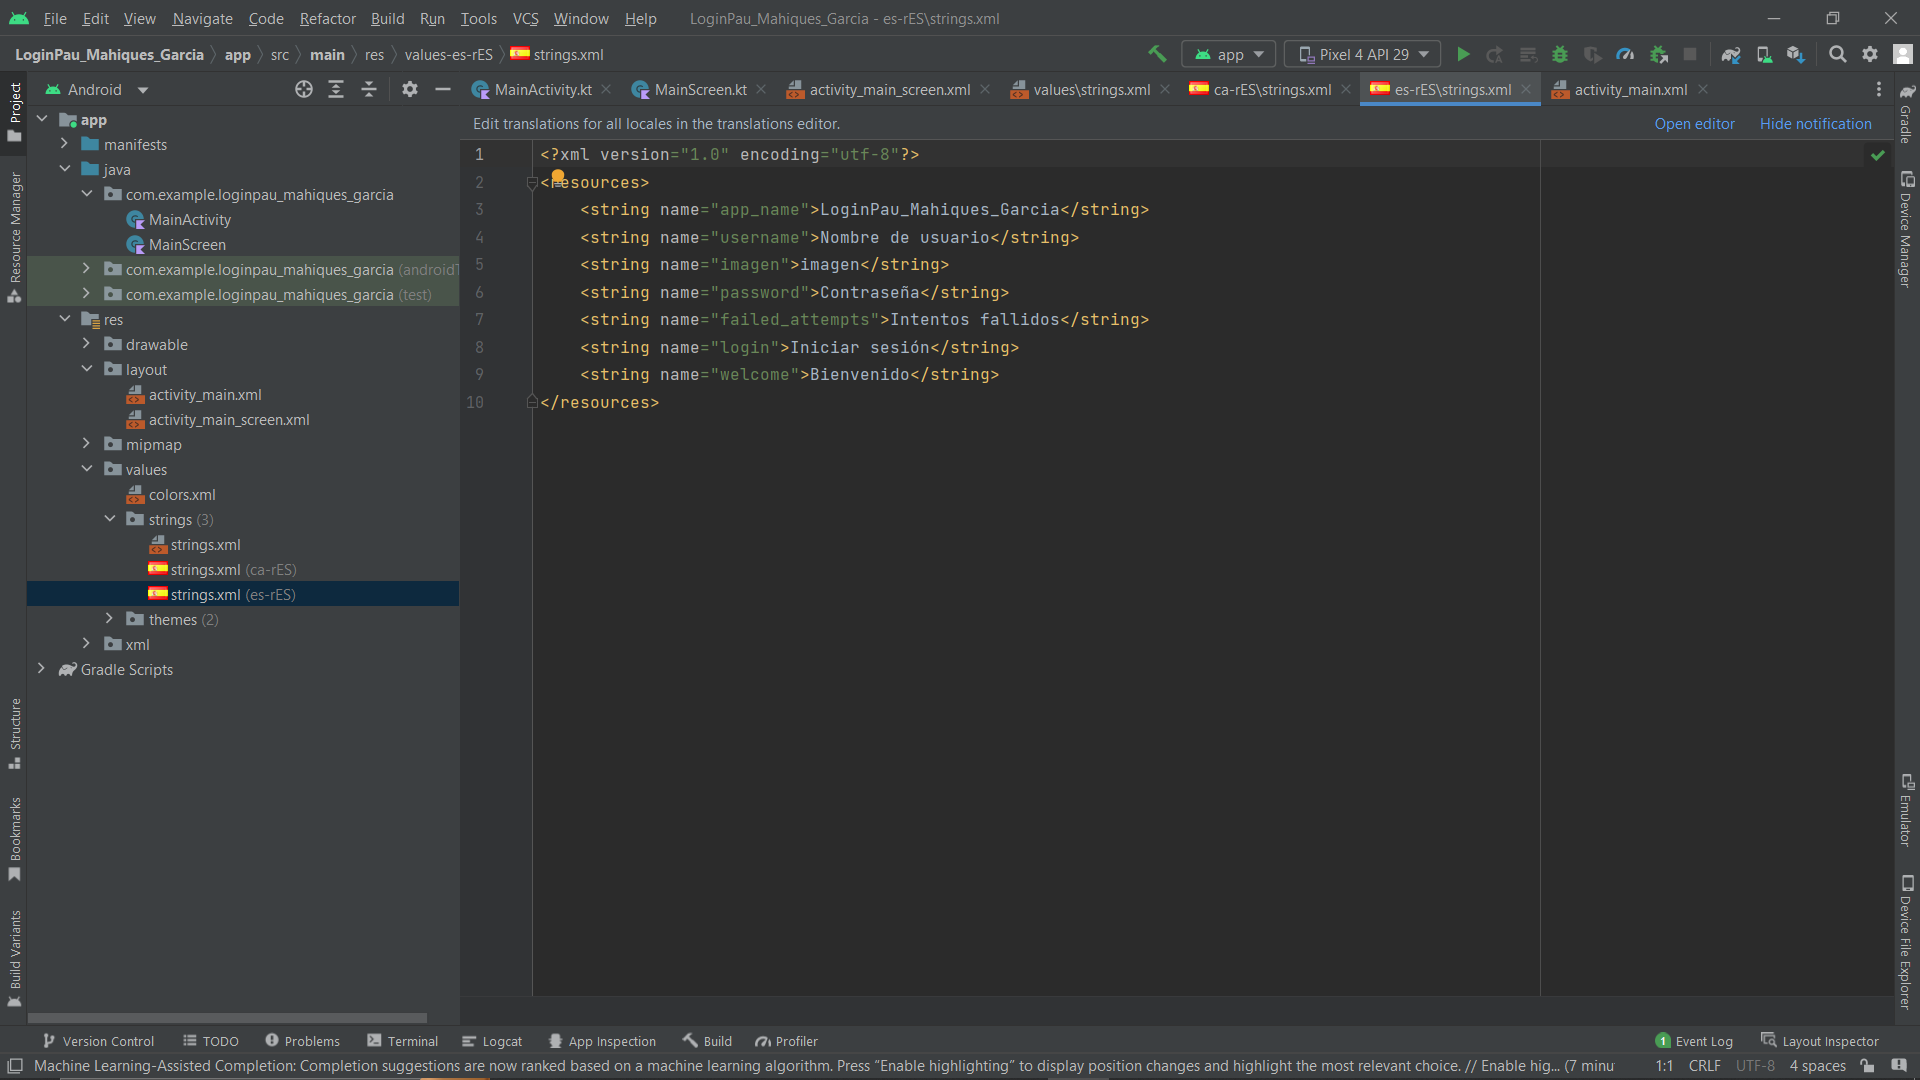 File Edit View Navigate Code Refactor Build Run Tools VCS Window Help LoginPau_Mahiques_Garcia - es-rES\strings.xml
LoginPau_Mahiques_Garcia app src main res values-es-rES strings.xml app Pixel 4 API 29
Android MainActivity.kt MainScreen.kt activity_main_screen.xml values\strings.xml ca-rES\strings.xml es-rES\strings.xml activity_main.xml
Edit translations for all locales in the translations editor. Open editor Hide notification
app
manifests
java
com.example.loginpau_mahiques_garcia
MainActivity
MainScreen
com.example.loginpau_mahiques_garcia (android
com.example.loginpau_mahiques_garcia (test)
res
drawable
layout
activity_main.xml
activity_main_screen.xml
mipmap
values
colors.xml
strings (3)
strings.xml
strings.xml (ca-rES)
strings.xml (es-rES)
themes (2)
xml
Gradle Scripts
1 <?xml version="1.0" encoding="utf-8"?>
2 <resources>
3 <string name="app_name">LoginPau_Mahiques_Garcia</string>
4 <string name="username">Nombre de usuario</string>
5 <string name="imagen">imagen</string>
6 <string name="password">Contraseña</string>
7 <string name="failed_attempts">Intentos fallidos</string>
8 <string name="login">Iniciar sesión</string>
9 <string name="welcome">Bienvenido</string>
10 </resources>
Project
Resource Manager
Structure
Bookmarks
Build Variants
Gradle
Device Manager
Emulator
Device File Explorer
Version Control TODO Problems Terminal Logcat App Inspection Build Profiler 1 Event Log Layout Inspector
Machine Learning-Assisted Completion: Completion suggestions are now ranked based on a machine learning algorithm. Press “Enable highlighting” to display position changes and highlight the most relevant choice. // Enable hig... (7 minu 1:1 CRLF UTF-8 4 spaces